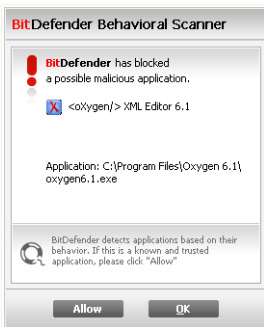 BitDefender Behavioral Scanner
BitDefender has blocked
a possible malicious application.
<oXygen/> XML Editor 6.1
Application: C:\Program Files\Oxygen 6.1\
oxygen6.1.exe
BitDefender detects applications based on their
behavior. If this is a known and trusted
application, please click "Allow"
Allow OK